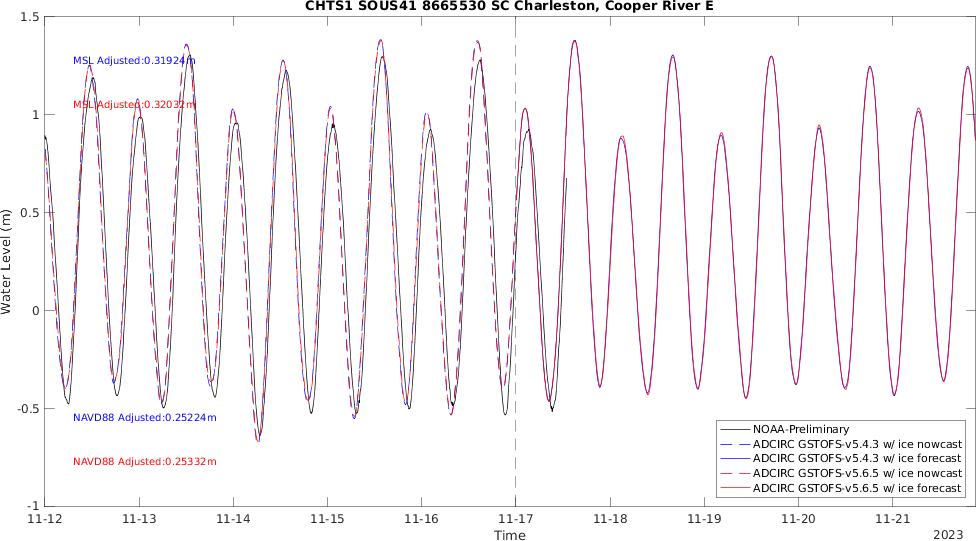 CHTS1 SOUS41 8665530 SC Charleston, Cooper River E
1.5
1
0.5
0
-0.5
-1
Water Level (m)
MSL Adjusted:0.31924m
MSL Adjusted:0.32032m
NAVD88 Adjusted:0.25224m
NAVD88 Adjusted:0.25332m
NOAA-Preliminary
ADCIRC GSTOFS-v5.4.3 w/ ice nowcast
ADCIRC GSTOFS-v5.4.3 w/ ice forecast
ADCIRC GSTOFS-v5.6.5 w/ ice nowcast
ADCIRC GSTOFS-v5.6.5 w/ ice forecast
11-12 11-13 11-14 11-15 11-16 11-17 11-18 11-19 11-20 11-21
Time
2023